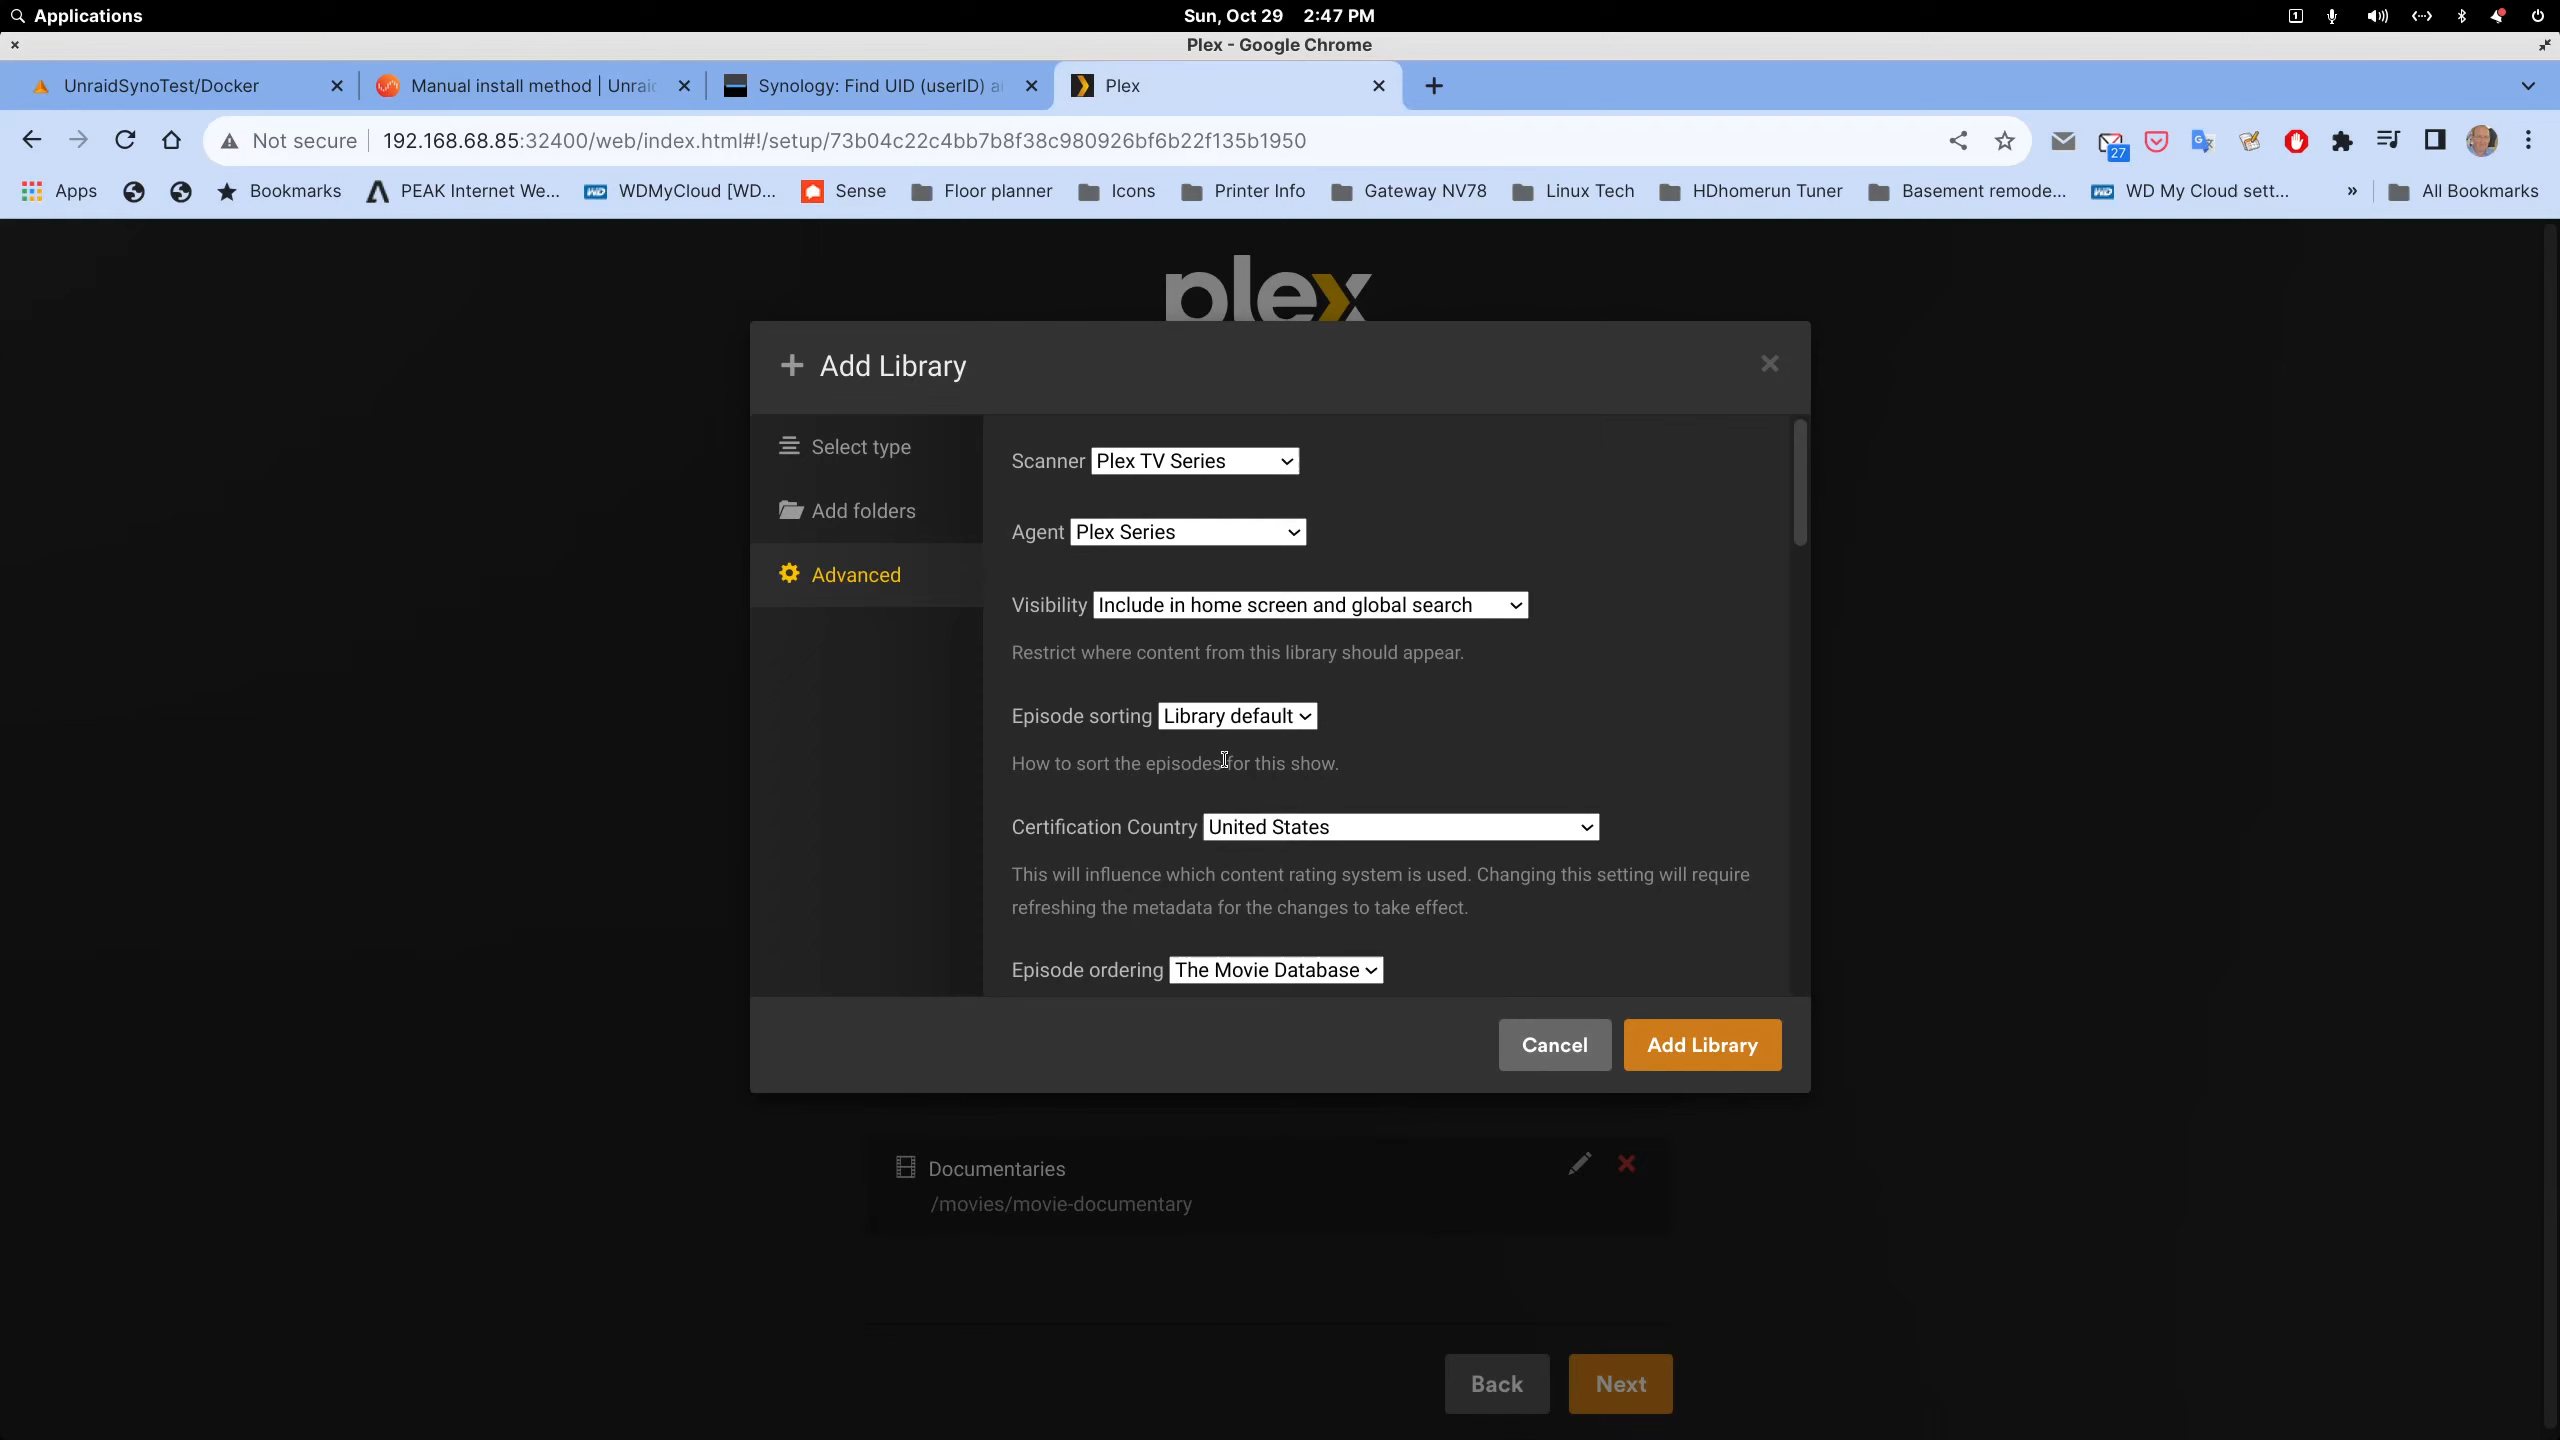 Applications
Sun, Oct 29 2:47 PM
1
Plex - Google Chrome
UnraidSynoTest/Docker
Manual install method | Unraid
Synology: Find UID (userID) a
Plex
Not secure
192.168.68.85:32400/web/index.html#!/setup/73b04c22c4bb7b8f38c980926bf6b22f135b1950
27
Apps
Bookmarks
PEAK Internet We...
WDMyCloud [WD...
Sense
Floor planner
Icons
Printer Info
Gateway NV78
Linux Tech
HDhomerun Tuner
Basement remode...
WD My Cloud sett...
»
All Bookmarks
plex
Add Library
Select type
Add folders
Advanced
Scanner Plex TV Series
Agent Plex Series
Visibility Include in home screen and global search
Restrict where content from this library should appear.
Episode sorting Library default
How to sort the episodes for this show.
Certification Country United States
This will influence which content rating system is used. Changing this setting will require
refreshing the metadata for the changes to take effect.
Episode ordering The Movie Database
Cancel
Add Library
Documentaries
/movies/movie-documentary
Back
Next